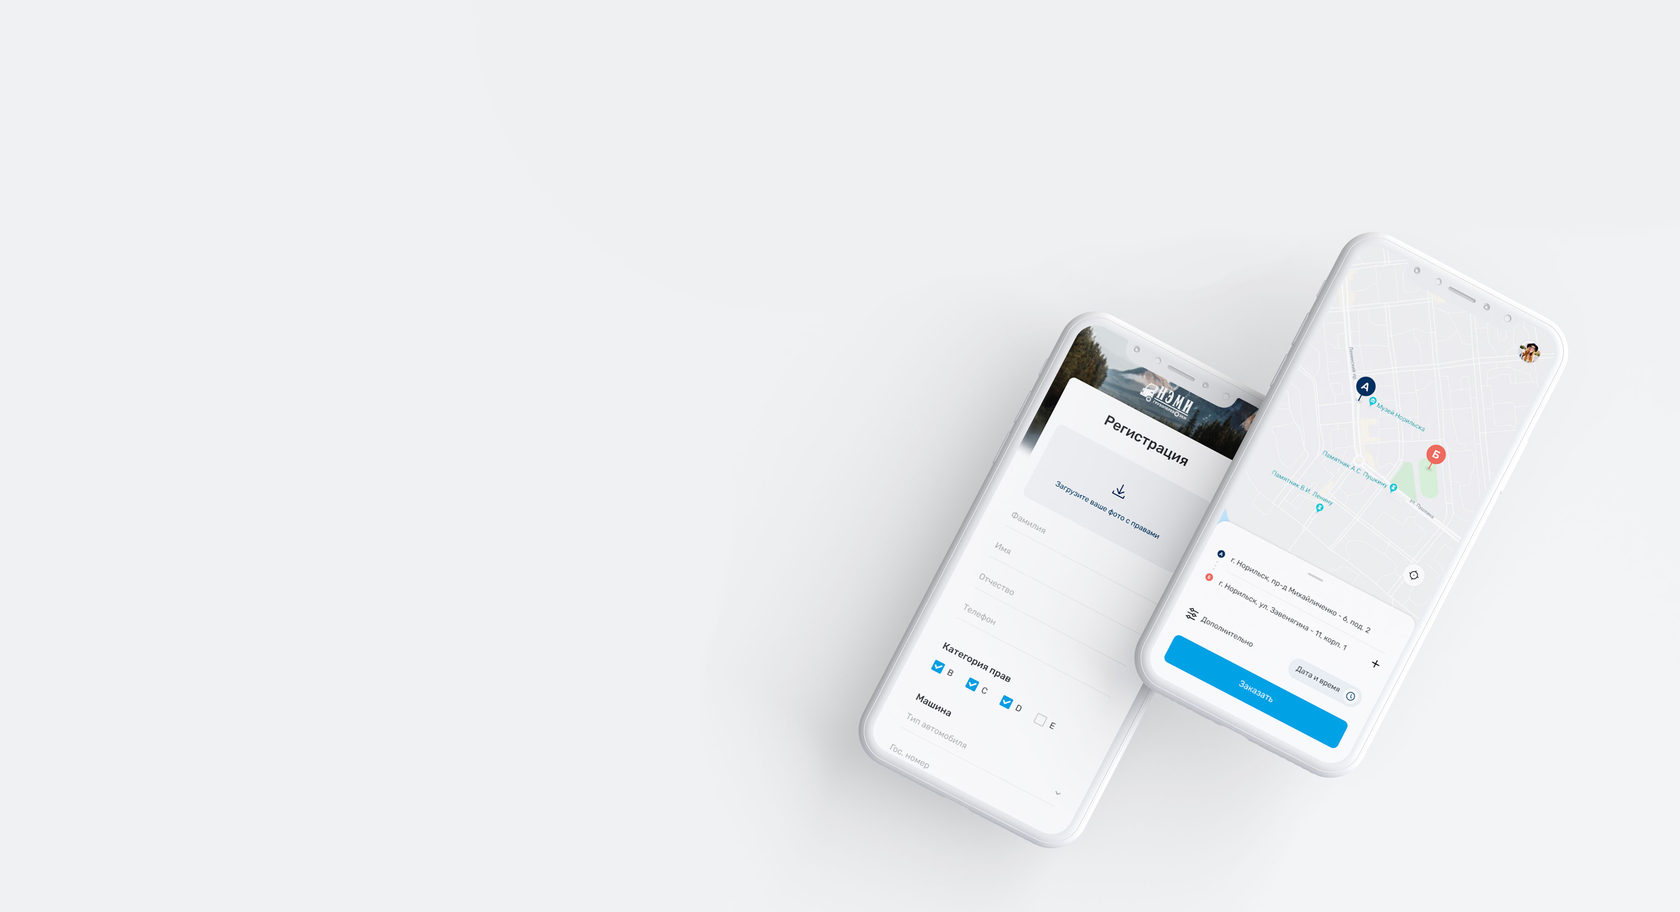 НЭМИ
Регистрация
Загрузите ваше фото с правами
Фамилия
Имя
Отчество
Телефон
Категория прав
B
C
D
E
Машина
Тип автомобиля
Гос. номер
А
Музей Норильска
Б
Памятник А.С. Пушкину
Памятник В.И. Ленину
А
г. Норильск, пр-д Михайличенко - 6, под. 2
Б
г. Норильск, ул. Завенягина - 11, корп. 1
Дополнительно
Дата и время
Заказать